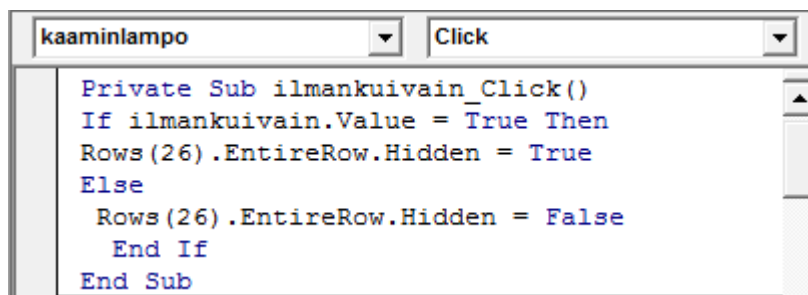 kaaminlampo Click
Private Sub ilmankuivain_Click()
If ilmankuivain.Value = True Then
Rows(26).EntireRow.Hidden = True
Else
Rows(26).EntireRow.Hidden = False
End If
End Sub